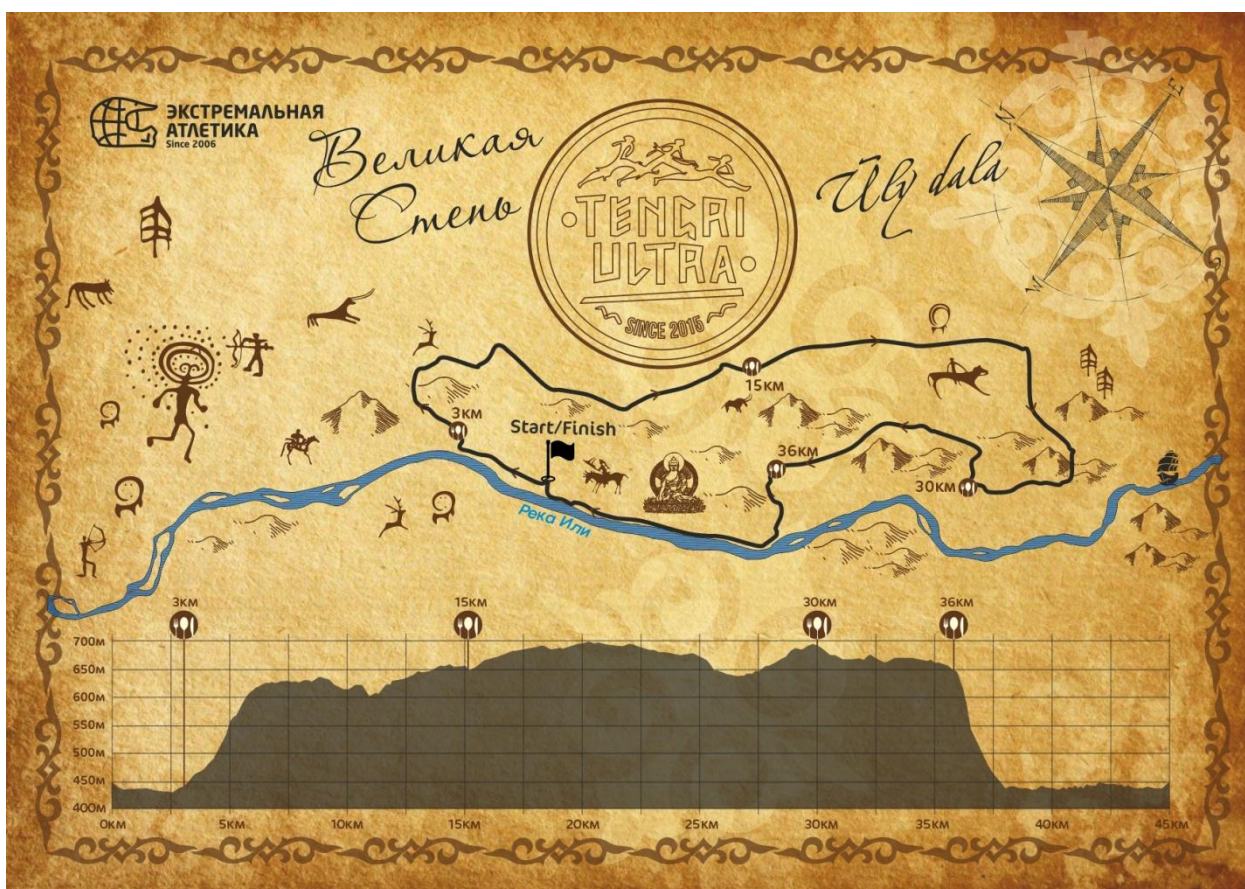 ЭКСТРЕМАЛЬНАЯ
АТЛЕТИКА
Since 2006
Великая
Степь
TENGRI
ULTRA
SINCE 2015
Ūly dala
N
E
W
S
15КМ
3КМ
Start/Finish
36КМ
30КМ
Река Или
3КМ
15КМ
30КМ
36КМ
700М
650М
600М
550М
500М
450М
400М
0КМ
5КМ
10КМ
15КМ
20КМ
25КМ
30КМ
35КМ
40КМ
45КМ